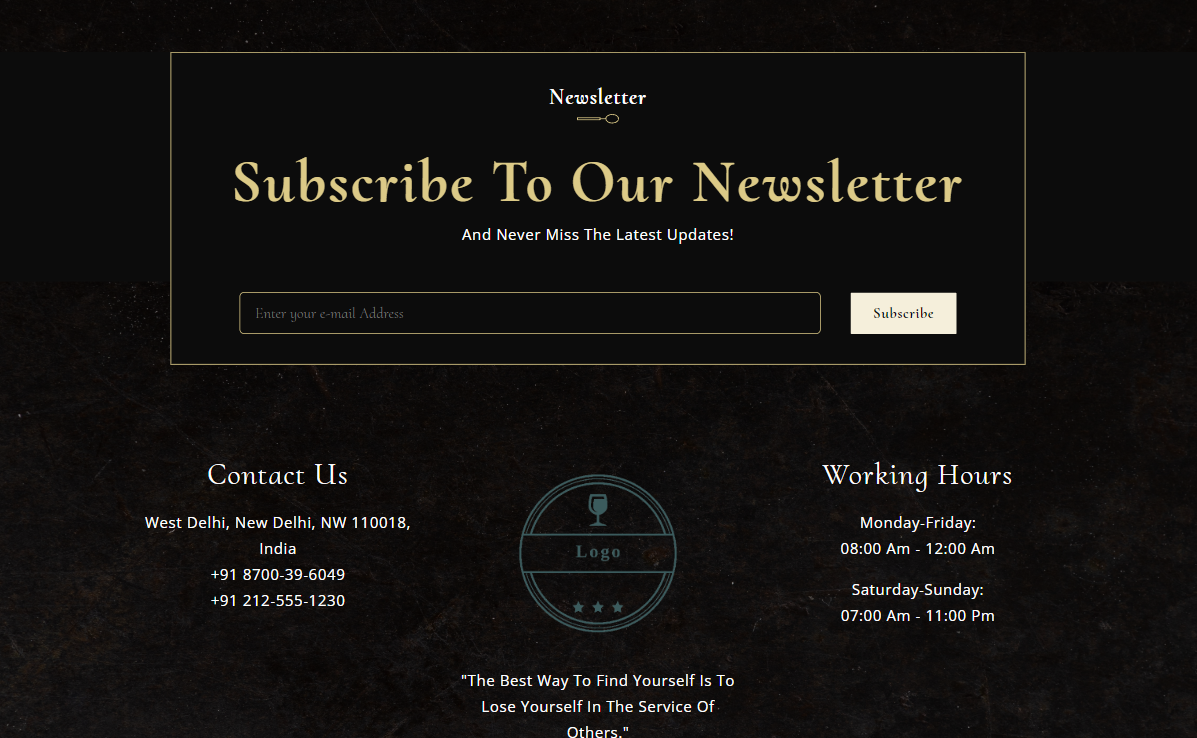 Newsletter
Subscribe To Our Newsletter
And Never Miss The Latest Updates!
Enter your e-mail Address
Subscribe
Contact Us
West Delhi, New Delhi, NW 110018,
India
+91 8700-39-6049
+91 212-555-1230
Logo
"The Best Way To Find Yourself Is To
Lose Yourself In The Service Of
Others."
Working Hours
Monday-Friday:
08:00 Am - 12:00 Am
Saturday-Sunday:
07:00 Am - 11:00 Pm